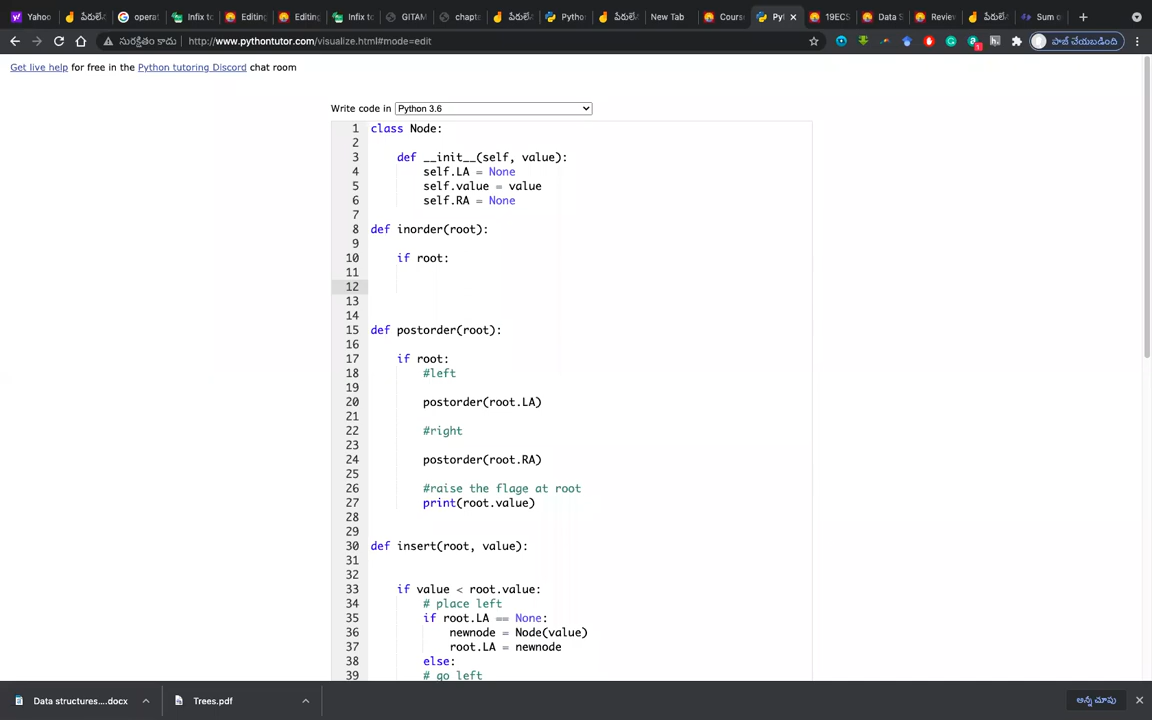 Yahoo పేరులే operat Infix to Editing Editing Infix to GITAM chapte పేరులే Python పేరులే New Tab Course Pyt 19ECS Data S Review పేరులే Sum o
సురక్షితం కాదు http://www.pythontutor.com/visualize.html#mode=edit పాజ్ చేయబడింది
Get live help for free in the Python tutoring Discord chat room
Write code in Python 3.6
1 class Node:
2
3 def __init__(self, value):
4 self.LA = None
5 self.value = value
6 self.RA = None
7
8 def inorder(root):
9
10 if root:
11
12
13
14
15 def postorder(root):
16
17 if root:
18 #left
19
20 postorder(root.LA)
21
22 #right
23
24 postorder(root.RA)
25
26 #raise the flage at root
27 print(root.value)
28
29
30 def insert(root, value):
31
32
33 if value < root.value:
34 # place left
35 if root.LA == None:
36 newnode = Node(value)
37 root.LA = newnode
38 else:
39 # go left
Data structures....docx Trees.pdf అన్నీ చూపు